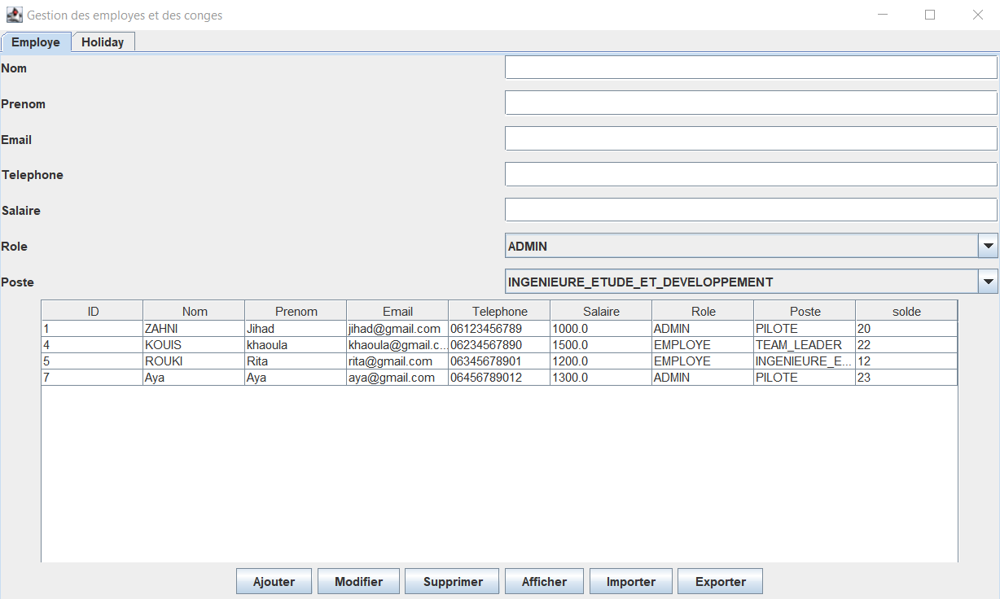 Gestion des employes et des conges
Employe Holiday
Nom
Prenom
Email
Telephone
Salaire
Role ADMIN
Poste INGENIEURE_ETUDE_ET_DEVELOPPEMENT
ID Nom Prenom Email Telephone Salaire Role Poste solde
1 ZAHNI Jihad jihad@gmail.com 06123456789 1000.0 ADMIN PILOTE 20
4 KOUIS khaoula khaoula@gmail.c... 06234567890 1500.0 EMPLOYE TEAM_LEADER 22
5 ROUKI Rita rita@gmail.com 06345678901 1200.0 EMPLOYE INGENIEURE_E... 12
7 Aya Aya aya@gmail.com 06456789012 1300.0 ADMIN PILOTE 23
Ajouter Modifier Supprimer Afficher Importer Exporter